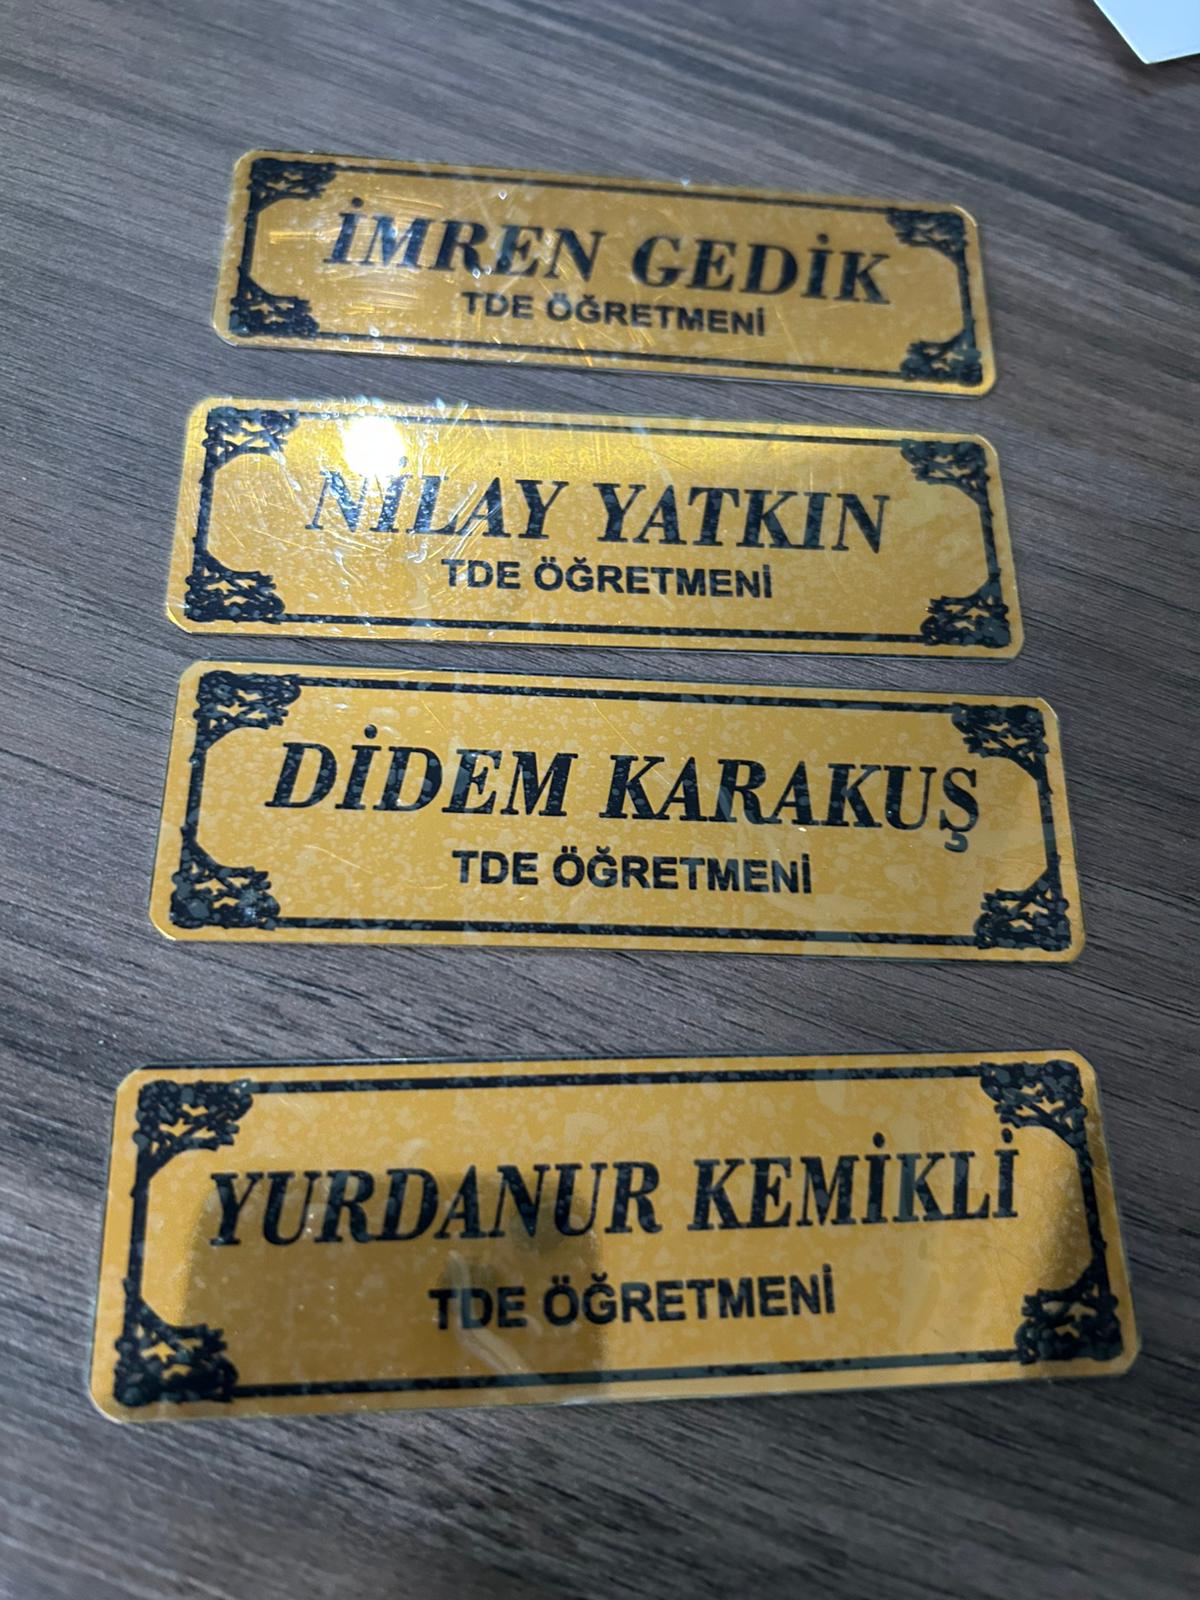 İMREN GEDİK
TDE ÖĞRETMENİ
NİLAY YATKIN
TDE ÖĞRETMENİ
DİDEM KARAKUŞ
TDE ÖĞRETMENİ
YURDANUR KEMİKLİ
TDE ÖĞRETMENİ